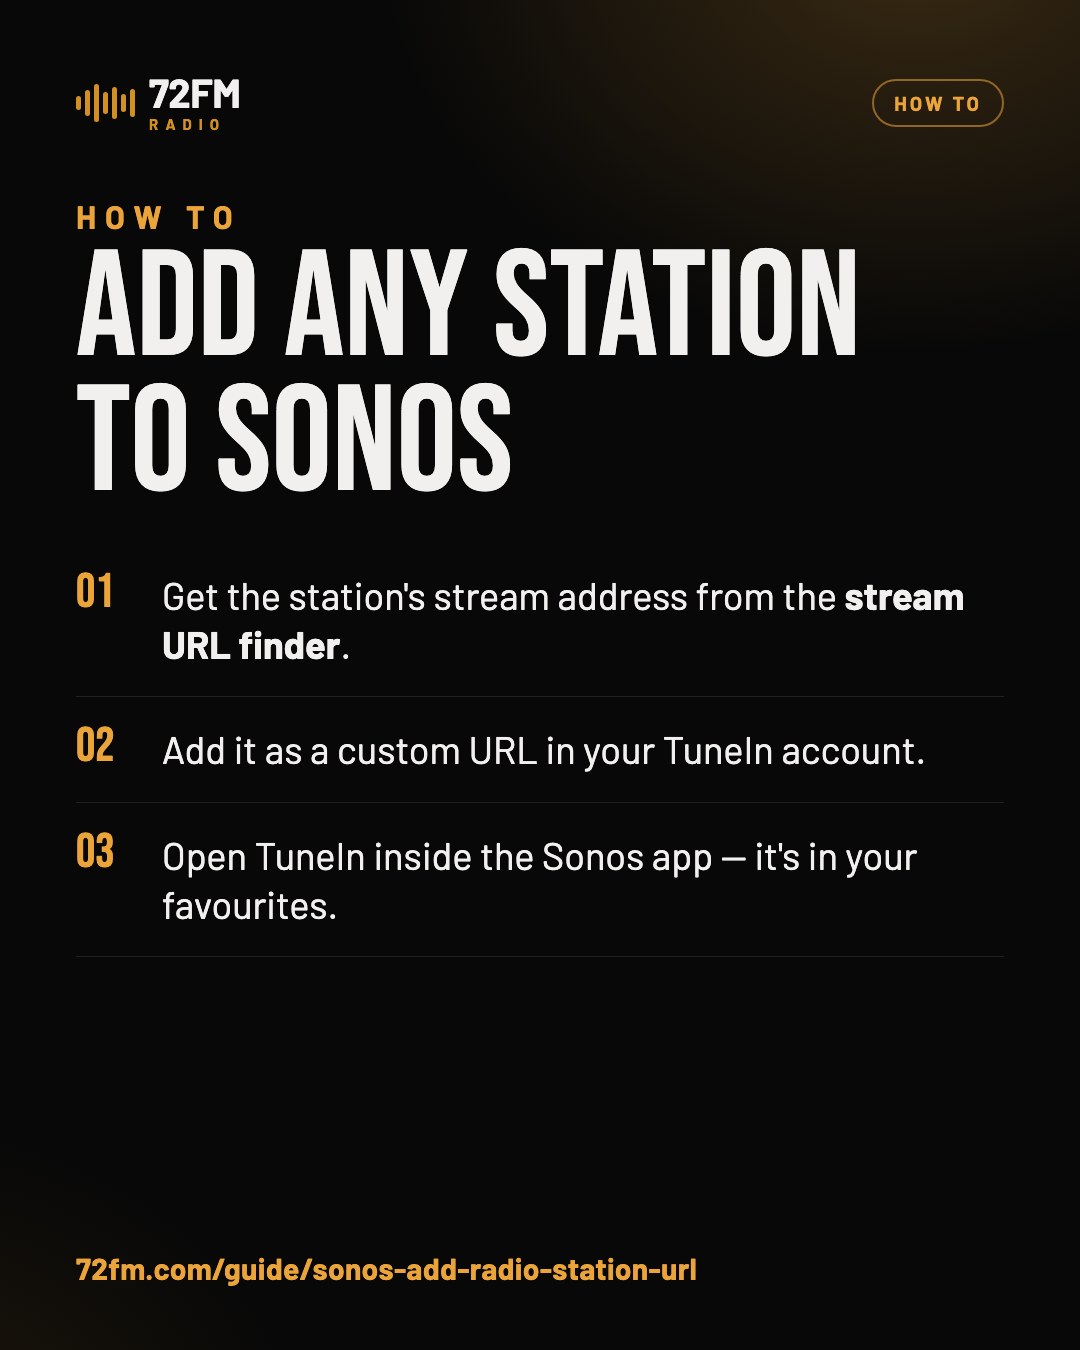 72FM
RADIO
HOW TO
HOW TO
ADD ANY STATION
TO SONOS
01
Get the station's stream address from the stream
URL finder.
02
Add it as a custom URL in your TuneIn account.
03
Open TuneIn inside the Sonos app — it's in your
favourites.
72fm.com/guide/sonos-add-radio-station-url